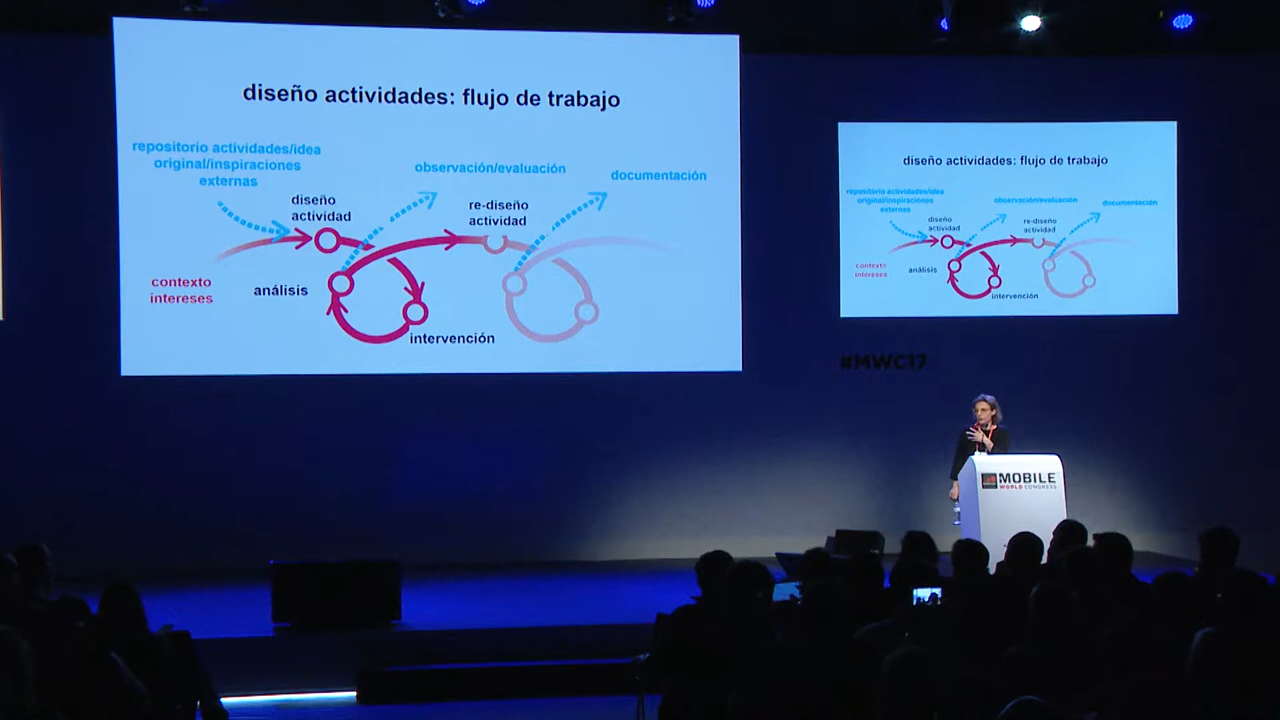 diseño actividades: flujo de trabajo
repositorio actividades/idea
original/inspiraciones
externas
observación/evaluación
documentación
diseño
actividad
re-diseño
actividad
contexto
intereses
análisis
intervención
diseño actividades: flujo de trabajo
repositorio actividades/idea
original/inspiraciones
externas
observación/evaluación
documentación
diseño
actividad
re-diseño
actividad
contexto
intereses
análisis
intervención
#MWC17
MOBILE
WORLD CONGRESS